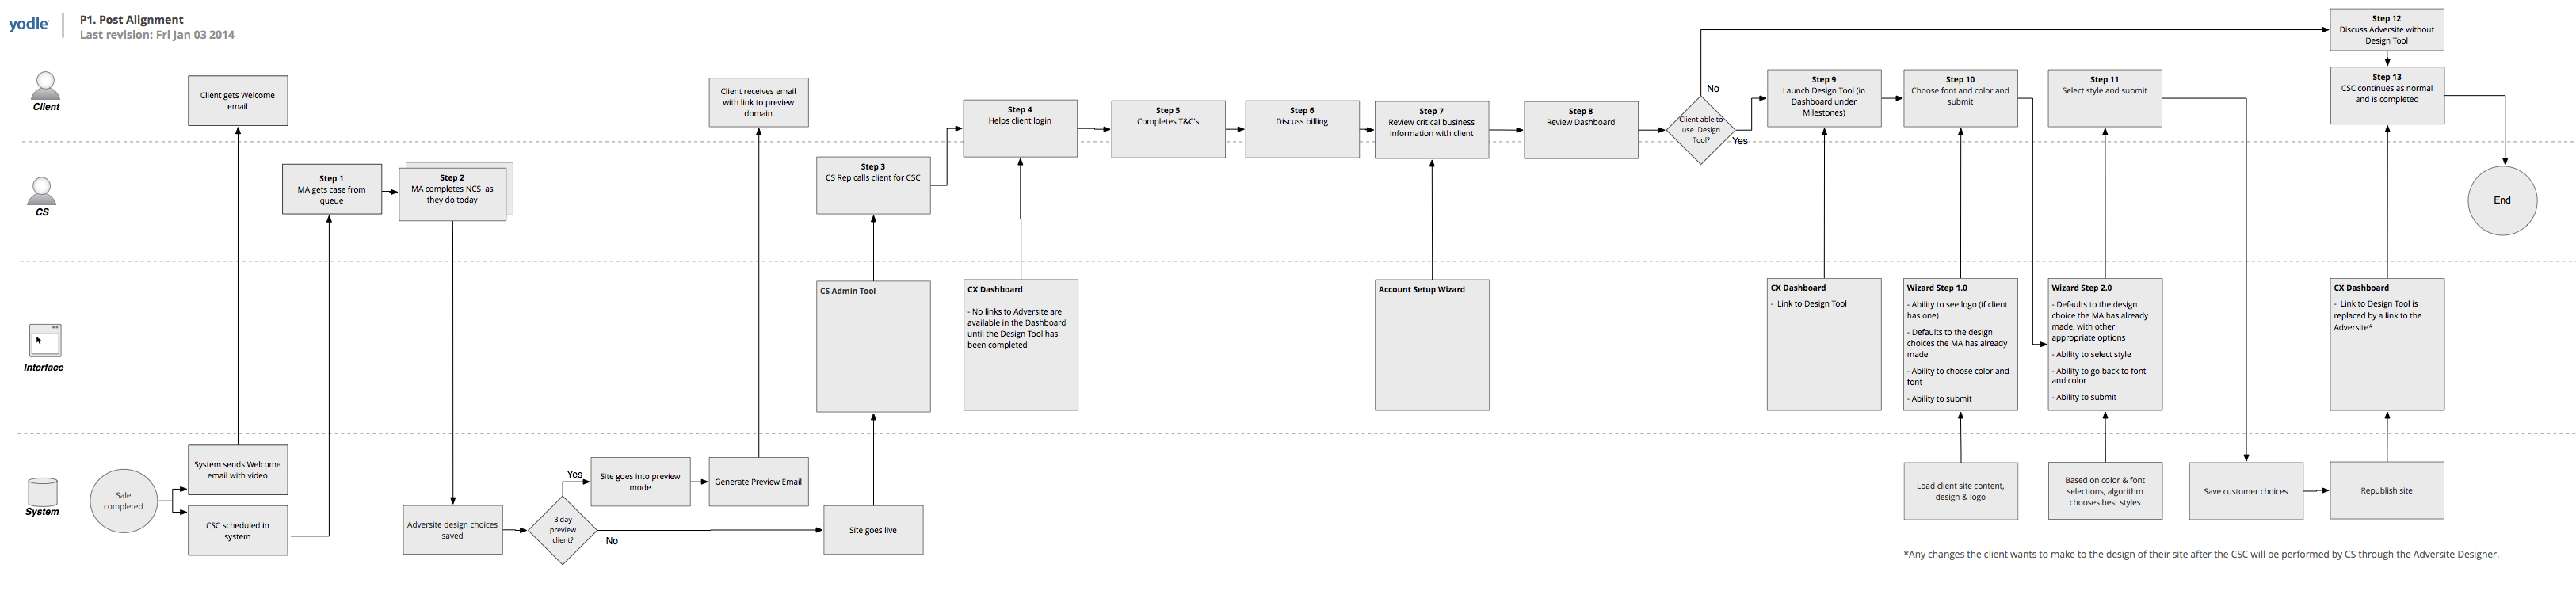 yodle
P1. Post Alignment
Last revision: Fri Jan 03 2014
Client
Client gets Welcome
email
Client receives email
with link to preview
domain
Step 4
Helps client login
Step 5
Completes T&C's
Step 6
Discuss billing
Step 7
Review critical business
information with client
Step 8
Review Dashboard
Client able to
use Design
Tool?
No
Yes
Step 9
Launch Design Tool (in
Dashboard under
Milestones)
Step 10
Choose font and color and
submit
Step 11
Select style and submit
Step 12
Discuss Adversite without
Design Tool
Step 13
CSC continues as normal
and is completed
CS
Step 1
MA gets case from
queue
Step 2
MA completes NCS as
they do today
Step 3
CS Rep calls client for CSC
End
Interface
CS Admin Tool
CX Dashboard
- No links to Adversite are
available in the Dashboard
until the Design Tool has
been completed
Account Setup Wizard
CX Dashboard
- Link to Design Tool
Wizard Step 1.0
- Ability to see logo (if client
has one)
- Defaults to the design
choices the MA has already
made
- Ability to choose color and
font
- Ability to submit
Wizard Step 2.0
- Defaults to the design
choice the MA has already
made, with other
appropriate options
- Ability to select style
- Ability to go back to font
and color
- Ability to submit
CX Dashboard
- Link to Design Tool is
replaced by a link to the
Adversite*
System
Sale
completed
System sends Welcome
email with video
CSC scheduled in
system
Adversite design choices
saved
3 day
preview
client?
Yes
No
Site goes into preview
mode
Generate Preview Email
Site goes live
Load client site content,
design & logo
Based on color & font
selections, algorithm
chooses best styles
Save customer choices
Republish site
*Any changes the client wants to make to the design of their site after the CSC will be performed by CS through the Adversite Designer.